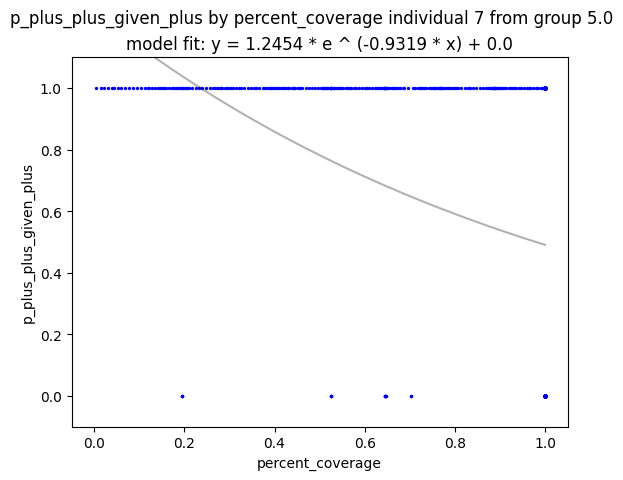 p_plus_plus_given_plus by percent_coverage individual 7 from group 5.0
model fit: y = 1.2454 * e ^ (-0.9319 * x) + 0.0
p_plus_plus_given_plus
1.0
0.8
0.6
0.4
0.2
0.0
0.0 0.2 0.4 0.6 0.8 1.0
percent_coverage